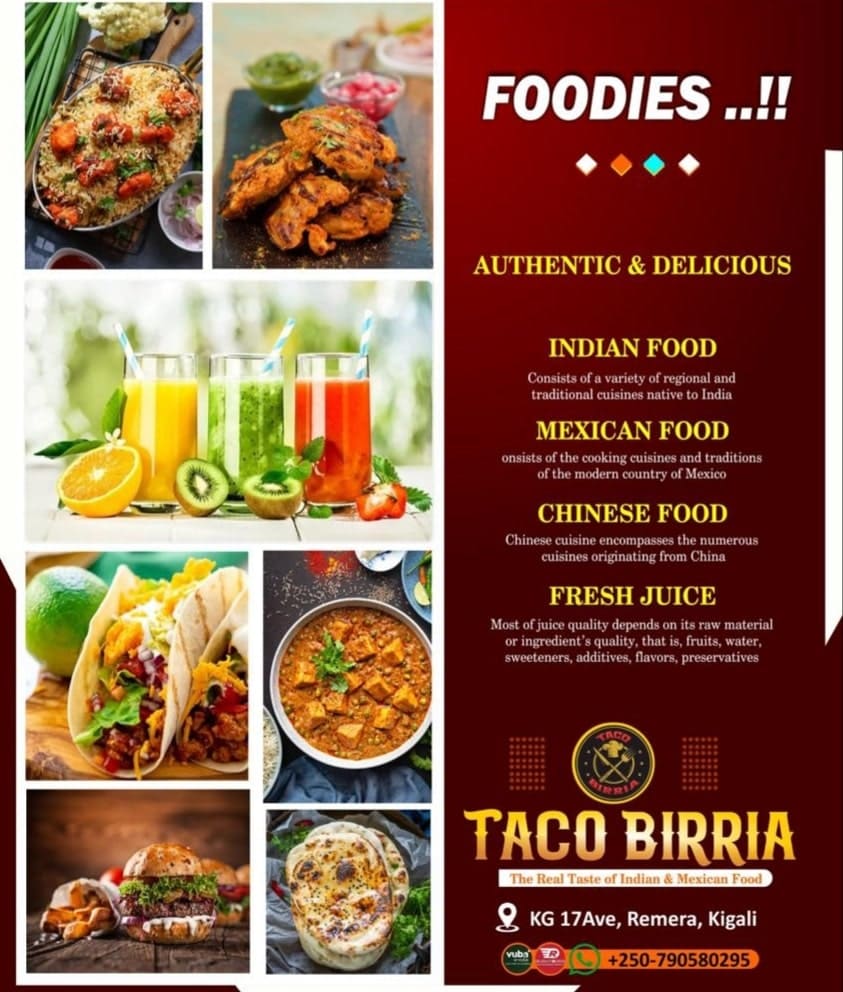 FOODIES ..!!
AUTHENTIC & DELICIOUS
INDIAN FOOD
Consists of a variety of regional and
traditional cuisines native to India
MEXICAN FOOD
onsists of the cooking cuisines and traditions
of the modern country of Mexico
CHINESE FOOD
Chinese cuisine encompasses the numerous
cuisines originating from China
FRESH JUICE
Most of juice quality depends on its raw material
or ingredient's quality, that is, fruits, water,
sweeteners, additives, flavors, preservatives
TACO
BIRRIA
TACO BIRRIA
The Real Taste of Indian & Mexican Food
KG 17Ave, Remera, Kigali
vuba
+250-790580295